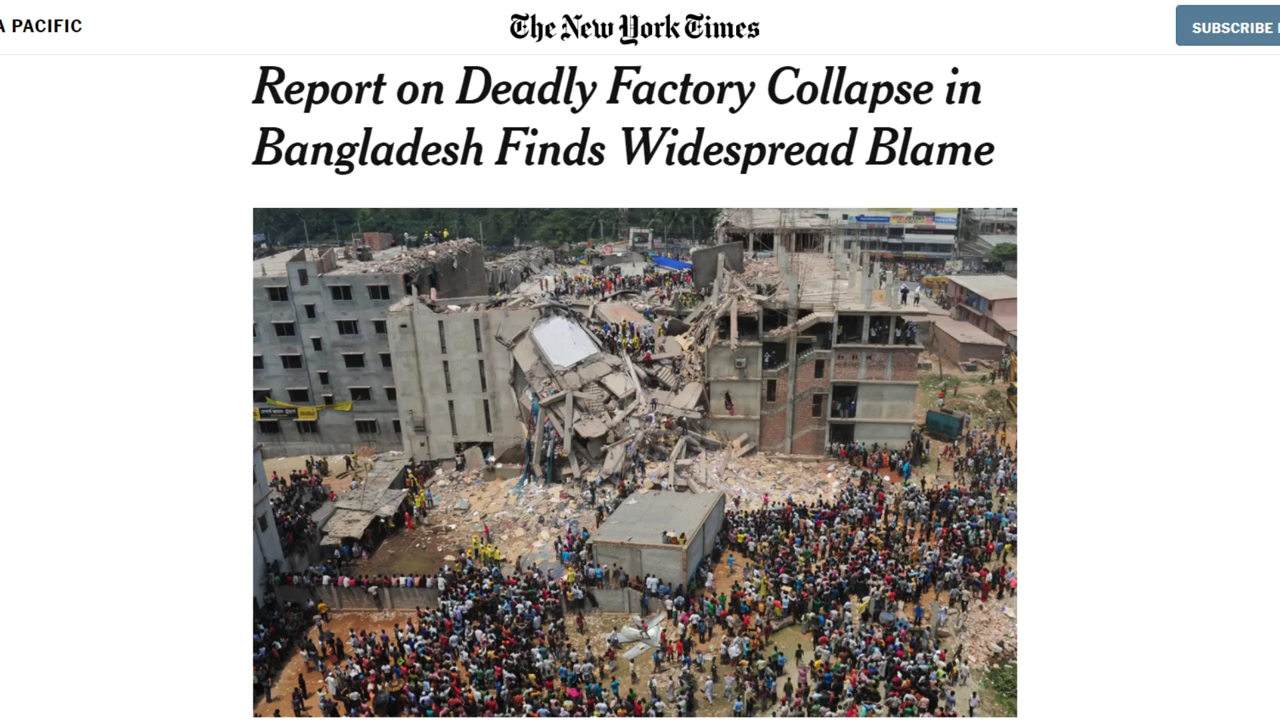 A PACIFIC
The New York Times
SUBSCRIBE
Report on Deadly Factory Collapse in
Bangladesh Finds Widespread Blame